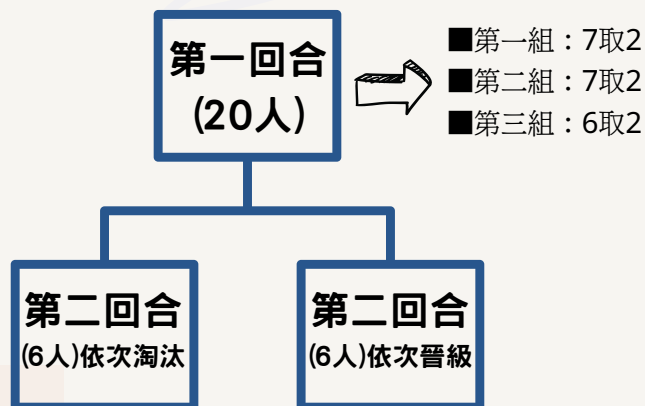 第一回合
(20人)
■第一組：7取2
■第二組：7取2
■第三組：6取2
第二回合
(6人)依次淘汰
第二回合
(6人)依次晉級